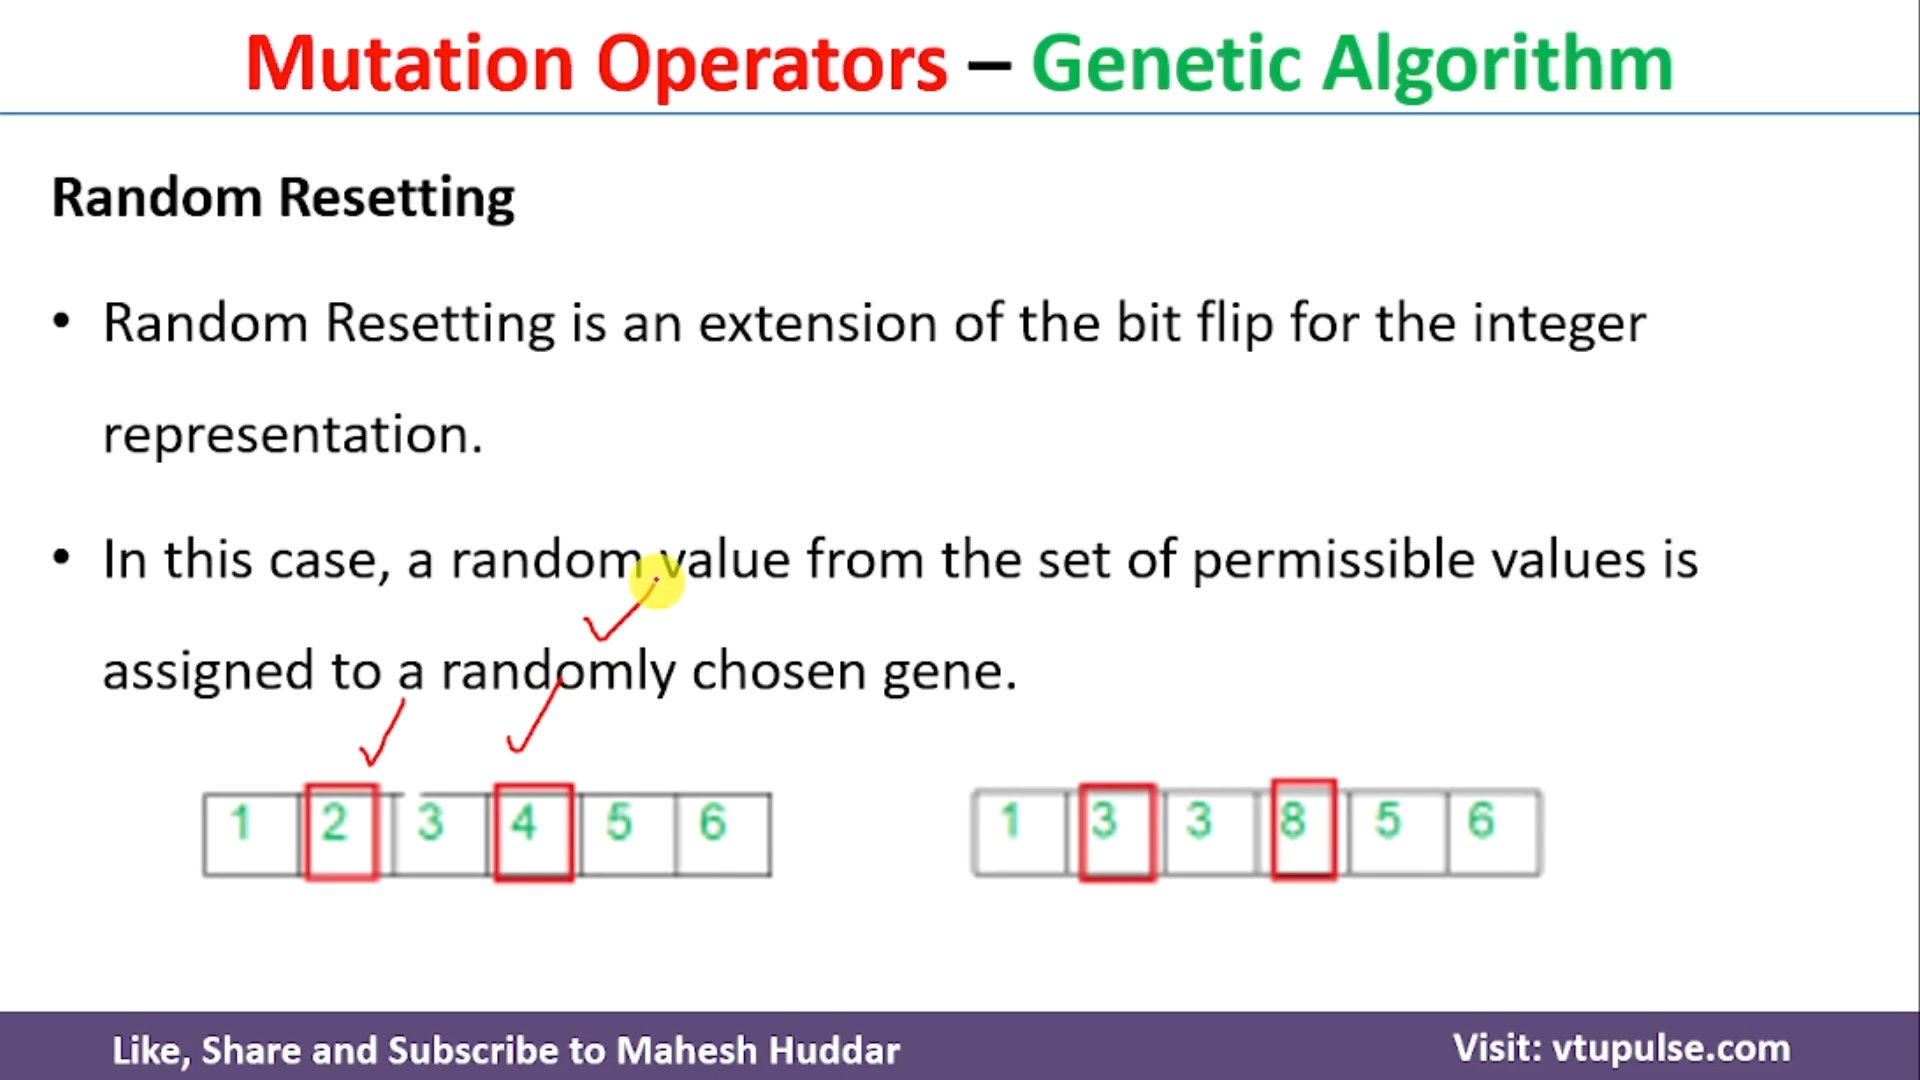 Mutation Operators – Genetic Algorithm
Random Resetting
• Random Resetting is an extension of the bit flip for the integer
representation.
• In this case, a random value from the set of permissible values is
assigned to a randomly chosen gene.
1 2 3 4 5 6
1 3 3 8 5 6
Like, Share and Subscribe to Mahesh Huddar
Visit: vtupulse.com